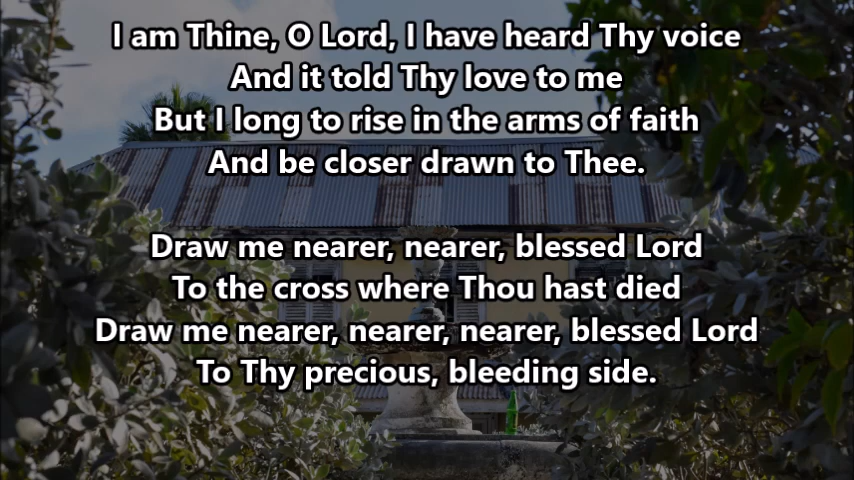 I am Thine, O Lord, I have heard Thy voice
And it told Thy love to me
But I long to rise in the arms of faith
And be closer drawn to Thee.
Draw me nearer, nearer, blessed Lord
To the cross where Thou hast died
Draw me nearer, nearer, nearer, blessed Lord
To Thy precious, bleeding side.